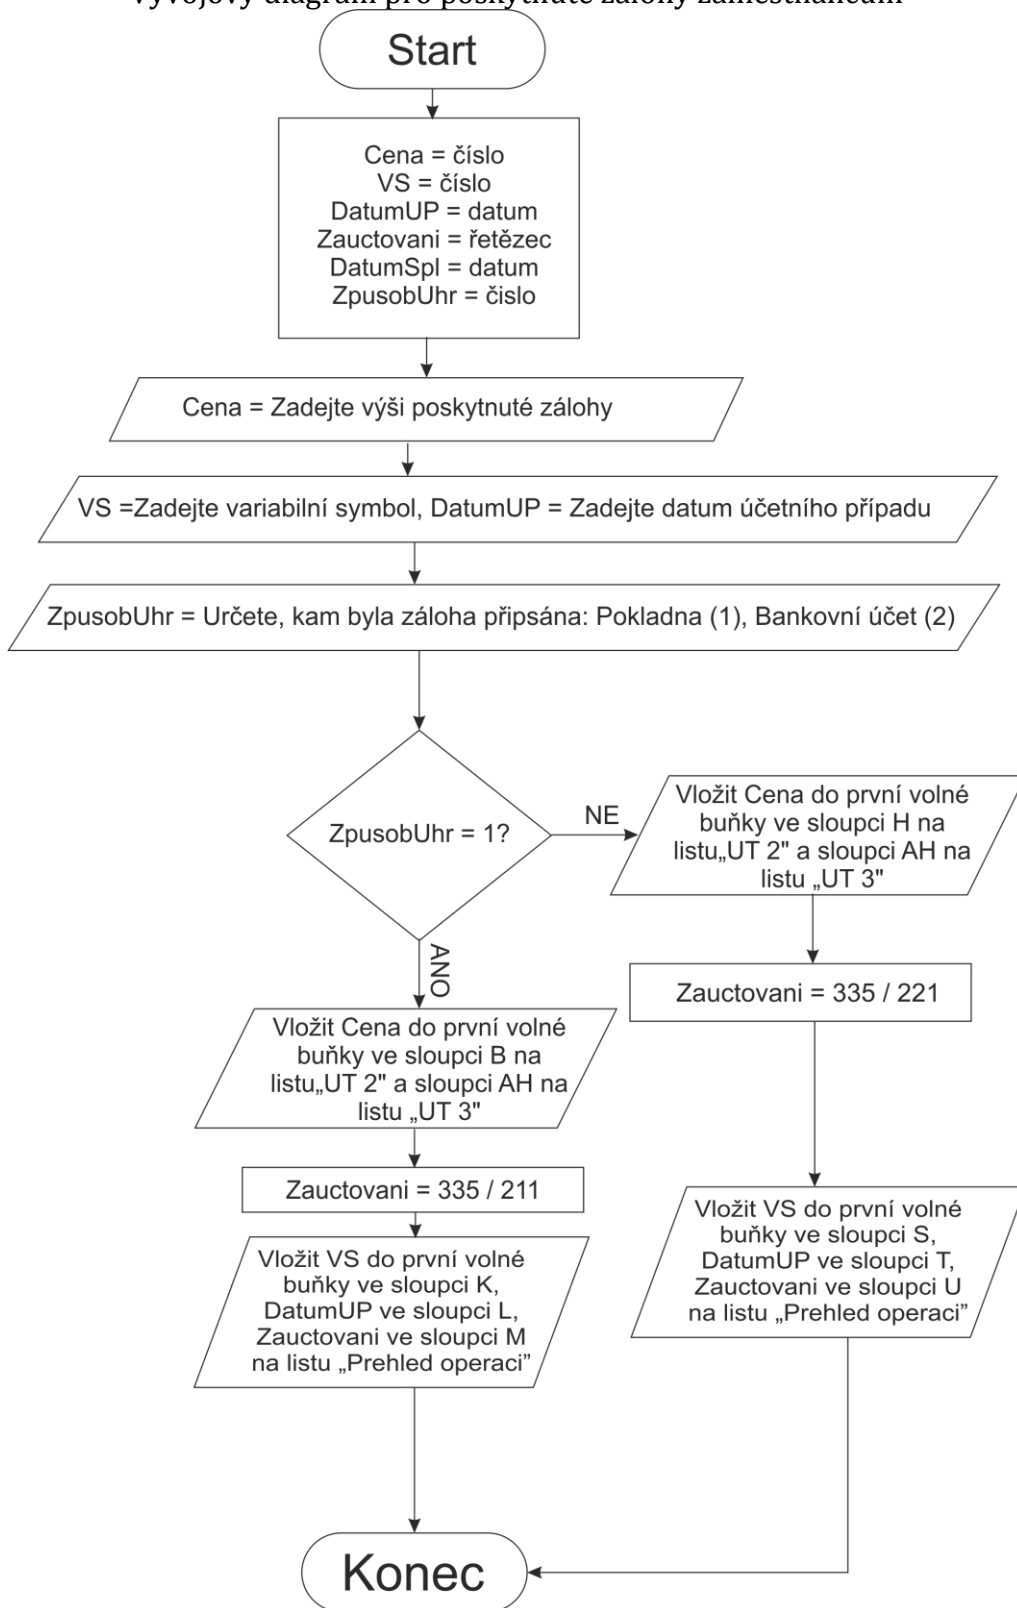 Vývojový diagram pro poskytnuté zálohy zaměstnancům
Start
Cena = číslo
VS = číslo
DatumUP = datum
Zauctovani = řetězec
DatumSpl = datum
ZpusobUhr = čislo
Cena = Zadejte výši poskytnuté zálohy
VS =Zadejte variabilní symbol, DatumUP = Zadejte datum účetního případu
ZpusobUhr = Určete, kam byla záloha připsána: Pokladna (1), Bankovní účet (2)
ZpusobUhr = 1?
NE
Vložit Cena do první volné
buňky ve sloupci H na
listu„UT 2" a sloupci AH na
listu „UT 3"
Zauctovani = 335 / 221
Vložit VS do první volné
buňky ve sloupci S,
DatumUP ve sloupci T,
Zauctovani ve sloupci U
na listu „Prehled operaci”
ANO
Vložit Cena do první volné
buňky ve sloupci B na
listu„UT 2" a sloupci AH na
listu „UT 3"
Zauctovani = 335 / 211
Vložit VS do první volné
buňky ve sloupci K,
DatumUP ve sloupci L,
Zauctovani ve sloupci M
na listu „Prehled operaci”
Konec